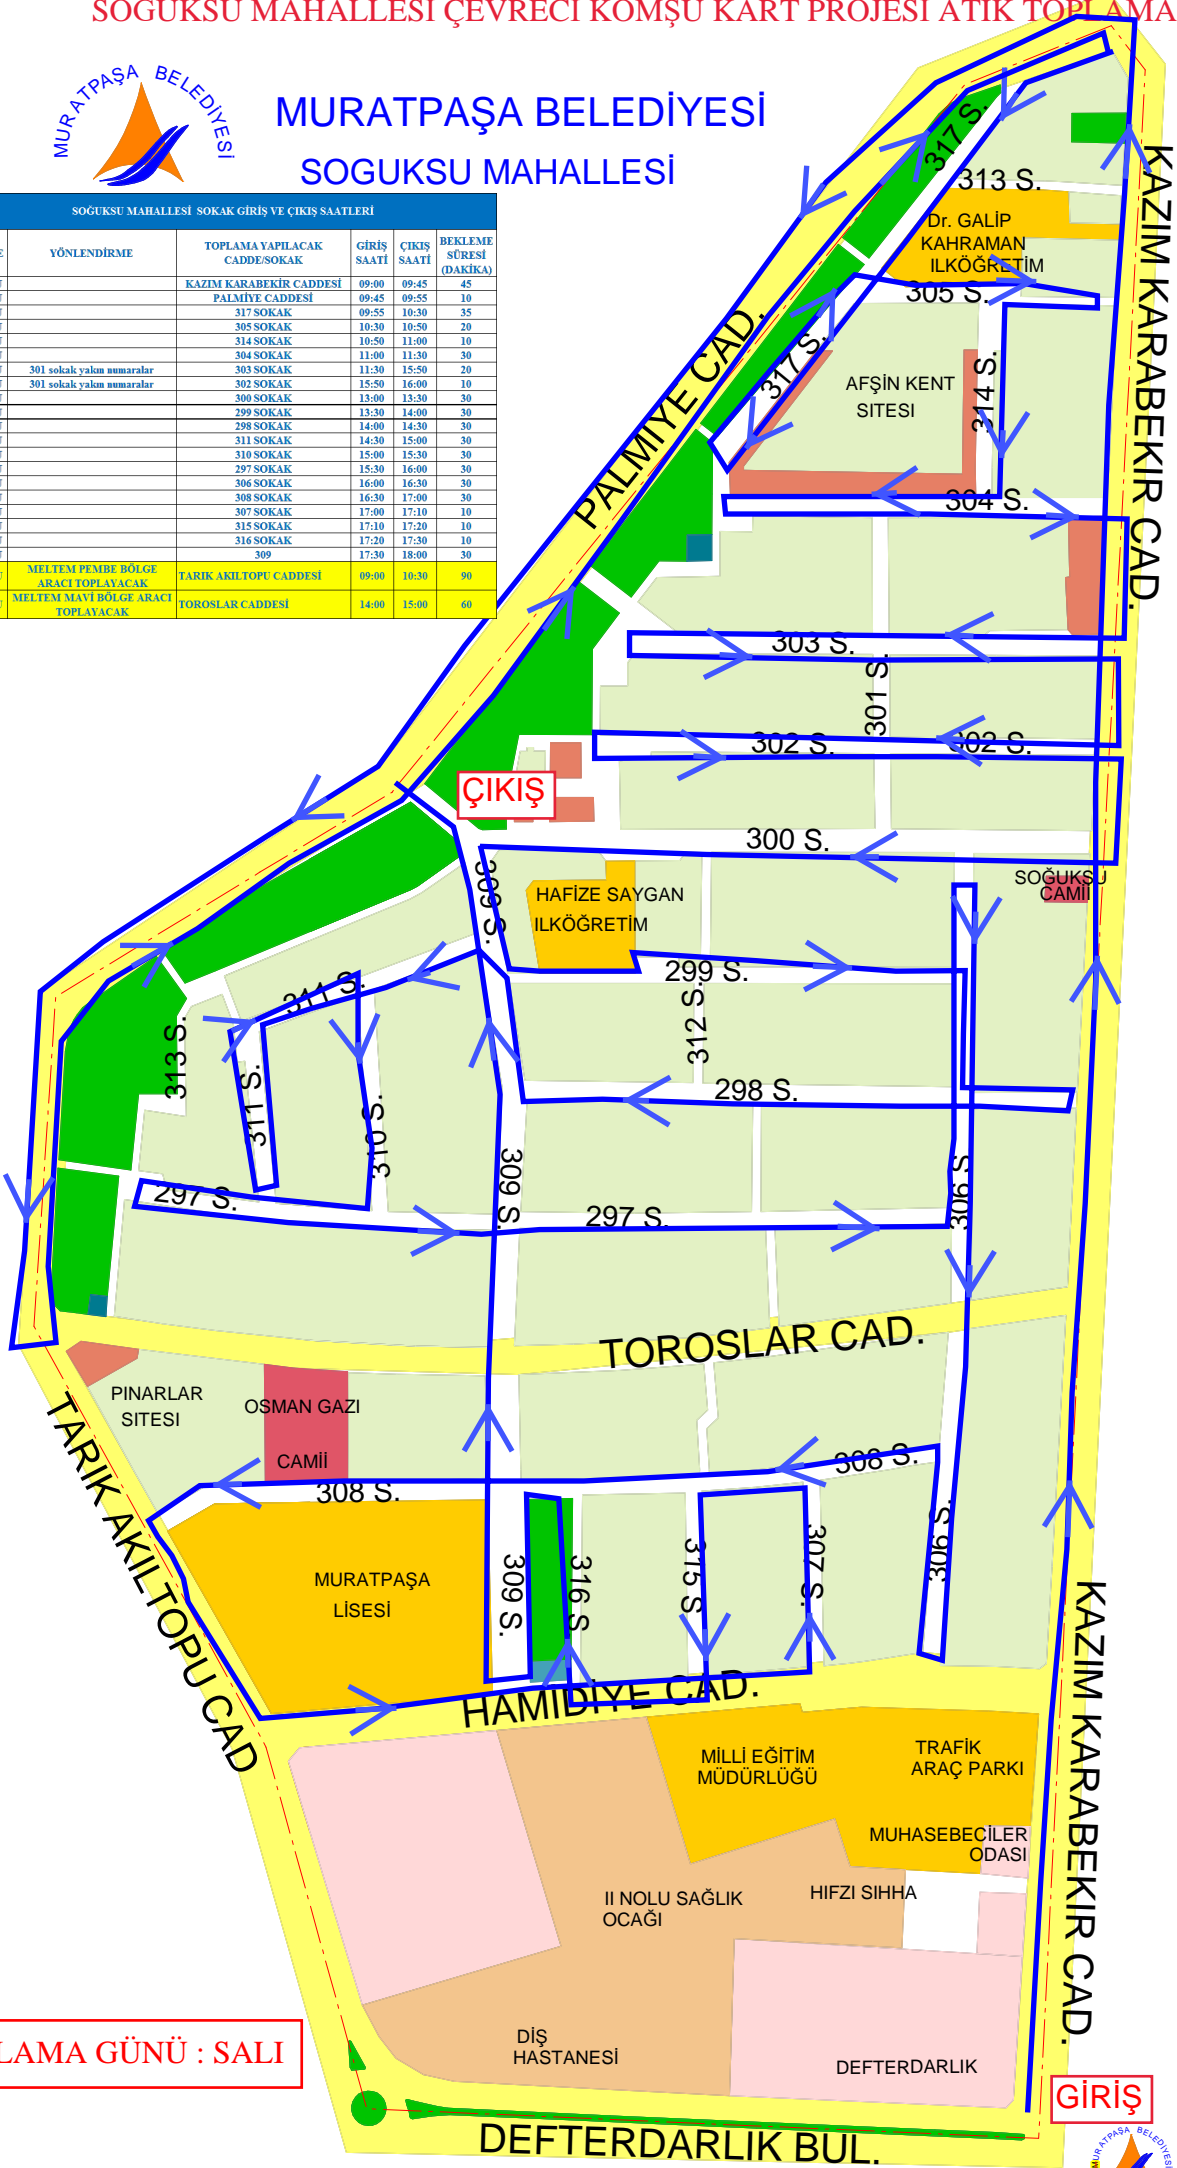 SOĞUKSU MAHALLESİ ÇEVRECİ KOMŞU KART PROJESİ ATIK TOPLAMA
MURATPAŞA BELEDİYESİ
MURATPAŞA BELEDİYESİ
SOGUKSU MAHALLESİ
SOĞUKSU MAHALLESİ SOKAK GİRİŞ VE ÇIKIŞ SAATLERİ
YÖNLENDİRME TOPLAMA YAPILACAK CADDE/SOKAK GİRİŞ SAATİ ÇIKIŞ SAATİ BEKLEME SÜRESİ (DAKİKA)
KAZIM KARABEKİR CADDESİ 09:00 09:45 45
PALMİYE CADDESİ 09:45 09:55 10
317 SOKAK 09:55 10:30 35
305 SOKAK 10:30 10:50 20
314 SOKAK 10:50 11:00 10
304 SOKAK 11:00 11:30 30
301 sokak yakın numaralar 303 SOKAK 11:30 15:50 20
301 sokak yakın numaralar 302 SOKAK 15:50 16:00 10
300 SOKAK 13:00 13:30 30
299 SOKAK 13:30 14:00 30
298 SOKAK 14:00 14:30 30
311 SOKAK 14:30 15:00 30
310 SOKAK 15:00 15:30 30
297 SOKAK 15:30 16:00 30
306 SOKAK 16:00 16:30 30
308 SOKAK 16:30 17:00 30
307 SOKAK 17:00 17:10 10
315 SOKAK 17:10 17:20 10
316 SOKAK 17:20 17:30 10
309 17:30 18:00 30
MELTEM PEMBE BÖLGE ARACI TOPLAYACAK TARIK AKILTOPU CADDESİ 09:00 10:30 90
MELTEM MAVİ BÖLGE ARACI TOPLAYACAK TOROSLAR CADDESİ 14:00 15:00 60
317 S.
313 S.
Dr. GALİP
KAHRAMAN
ILKÖĞRETİM
305 S.
KAZIM KARABEKIR CAD.
PALMIYE CAD.
317 S.
AFŞİN KENT
SITESI
314 S.
304 S.
303 S.
301 S.
302 S.
302 S.
ÇIKIŞ
300 S.
SOĞUKSU
CAMİİ
309 S.
HAFİZE SAYGAN
ILKÖĞRETİM
299 S.
312 S.
311 S.
313 S.
311 S.
310 S.
298 S.
309 S.
306 S.
297 S.
297 S.
TOROSLAR CAD.
PINARLAR
SITESI
OSMAN GAZI
CAMİİ
TARIK AKILTOPU CAD
308 S.
308 S.
306 S.
MURATPAŞA
LİSESİ
309 S.
316 S
315 S.
307 S.
HAMIDIYE CAD.
KAZIM KARABEKIR CAD.
MİLLİ EĞİTİM
MÜDÜRLÜĞÜ
TRAFİK
ARAÇ PARKI
MUHASEBECİLER
ODASI
II NOLU SAĞLIK
OCAĞI
HIFZI SIHHA
DİŞ
HASTANESİ
DEFTERDARLIK
LAMA GÜNÜ : SALI
GİRİŞ
DEFTERDARLIK BUL.
MURATPAŞA BELEDİYESİ